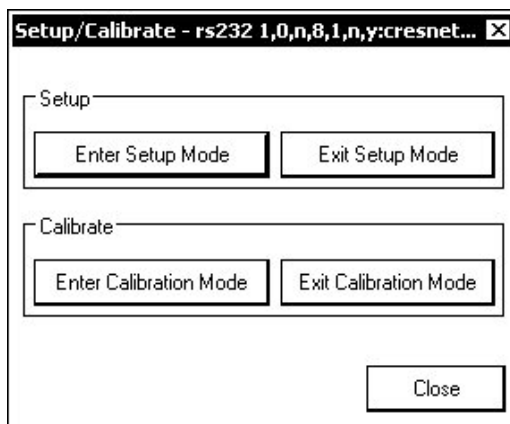 Setup/Calibrate - rs232 1,0,n,8,1,n,y:cresnet...
Setup
Enter Setup Mode Exit Setup Mode
Calibrate
Enter Calibration Mode Exit Calibration Mode
Close